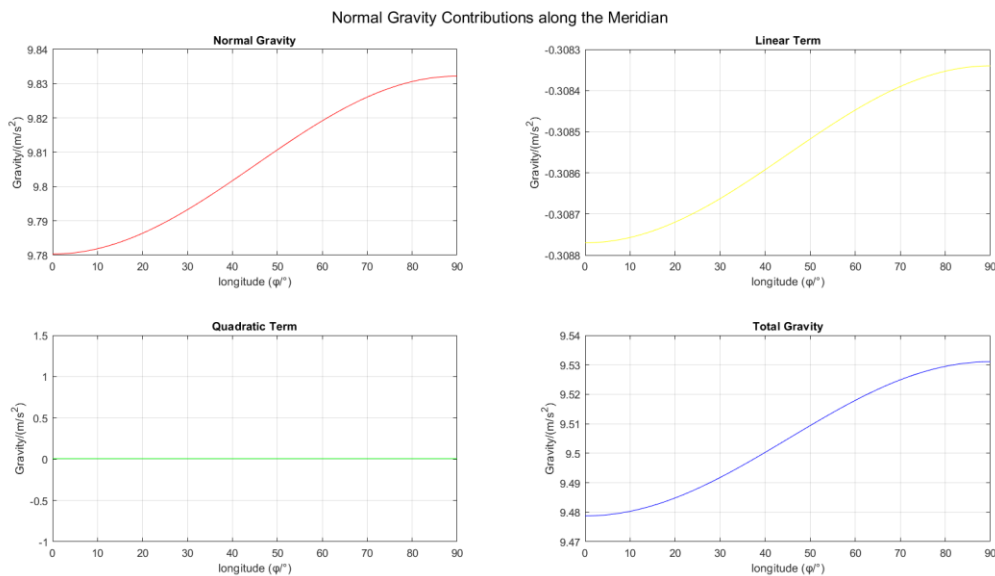 Normal Gravity Contributions along the Meridian
Normal Gravity
9.84
9.83
9.82
9.81
9.8
9.79
9.78
Gravity/(m/s²)
0 10 20 30 40 50 60 70 80 90
longitude (φ/°)
Linear Term
-0.3083
-0.3084
-0.3085
-0.3086
-0.3087
-0.3088
Gravity/(m/s²)
0 10 20 30 40 50 60 70 80 90
longitude (φ/°)
Quadratic Term
1.5
1
0.5
0
-0.5
-1
Gravity/(m/s²)
0 10 20 30 40 50 60 70 80 90
longitude (φ/°)
Total Gravity
9.54
9.53
9.52
9.51
9.5
9.49
9.48
9.47
Gravity/(m/s²)
0 10 20 30 40 50 60 70 80 90
longitude (φ/°)